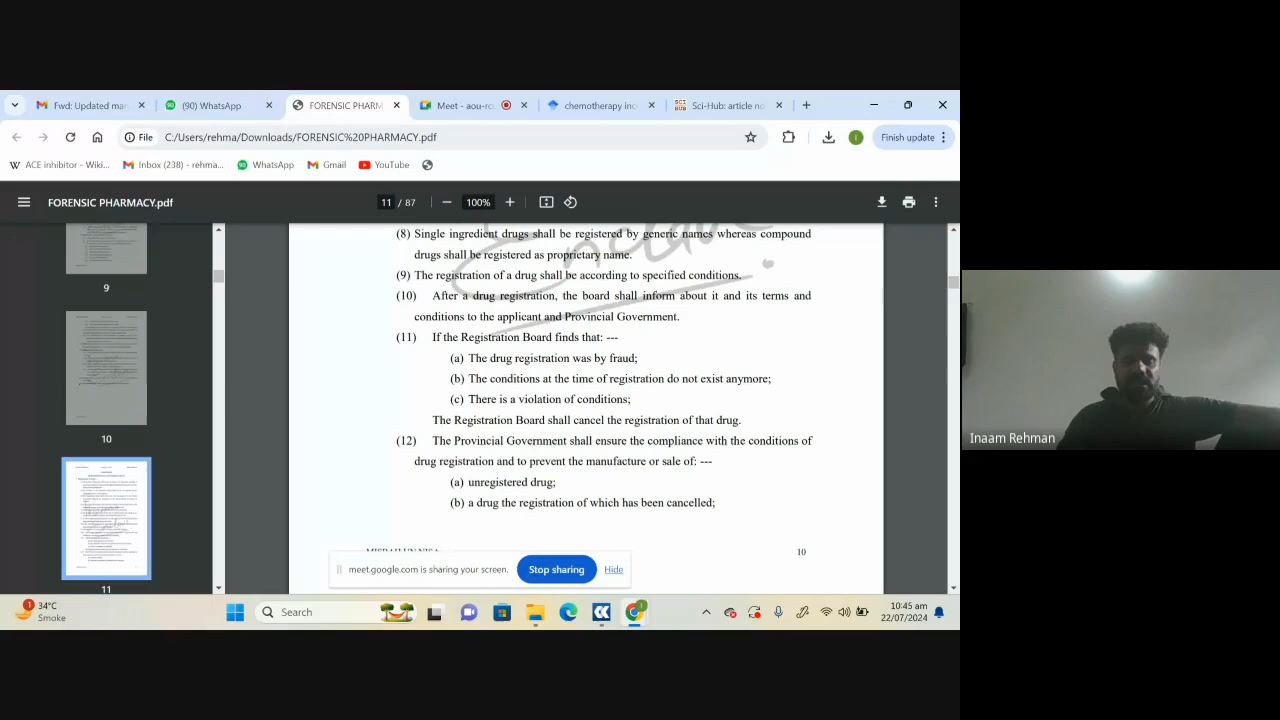 Fwd: Updated mar
(90) WhatsApp
FORENSIC PHARM
Meet - aou-rcu
chemotherapy inc
Sci-Hub: article no
File C:/Users/rehma/Downloads/FORENSIC%20PHARMACY.pdf
Finish update
ACE inhibitor - Wiki...
Inbox (238) - rehma...
WhatsApp
Gmail
YouTube
FORENSIC PHARMACY.pdf
11 / 87
100%
9
10
11
(8) Single ingredient drugs shall be registered by generic names whereas compound
drugs shall be registered as proprietary name.
(9) The registration of a drug shall be according to specified conditions.
(10) After a drug registration, the board shall inform about it and its terms and
conditions to the applicant and Provincial Government.
(11) If the Registration Board finds that: ---
(a) The drug registration was by fraud;
(b) The conditions at the time of registration do not exist anymore;
(c) There is a violation of conditions;
The Registration Board shall cancel the registration of that drug.
(12) The Provincial Government shall ensure the compliance with the conditions of
drug registration and to prevent the manufacture or sale of: ---
(a) unregistered drug;
(b) a drug the registration of which has been cancelled;
10
meet.google.com is sharing your screen.
Stop sharing
Hide
34°C
Smoke
Search
10:45 am
22/07/2024
Inaam Rehman